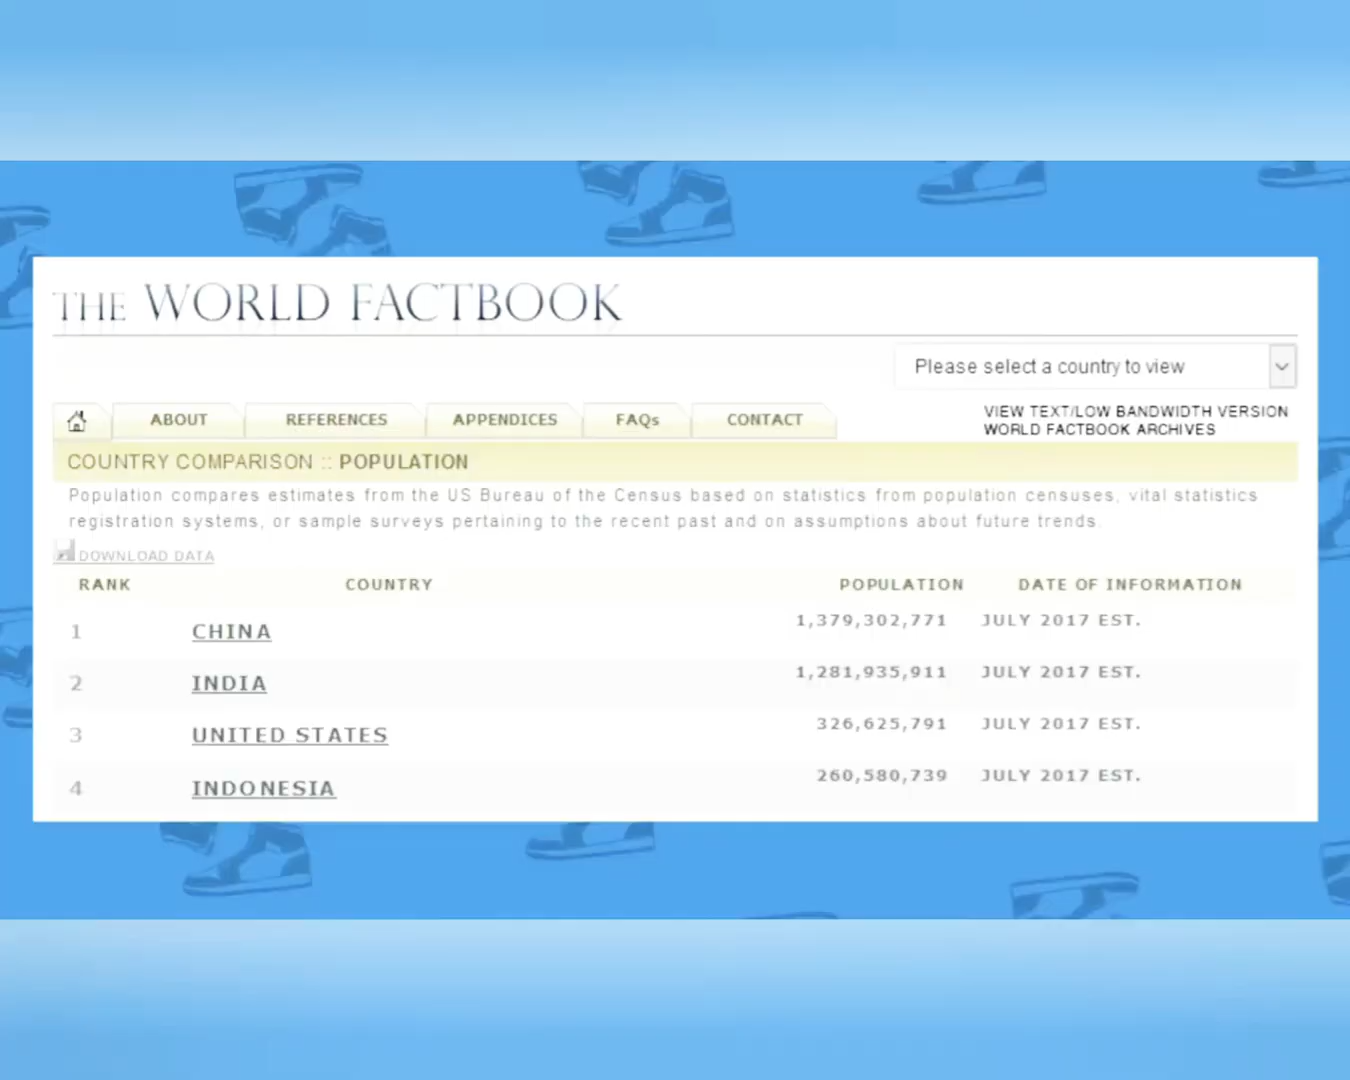 THE WORLD FACTBOOK
Please select a country to view
ABOUT REFERENCES APPENDICES FAQs CONTACT
VIEW TEXT/LOW BANDWIDTH VERSION
WORLD FACTBOOK ARCHIVES
COUNTRY COMPARISON :: POPULATION
Population compares estimates from the US Bureau of the Census based on statistics from population censuses, vital statistics
registration systems, or sample surveys pertaining to the recent past and on assumptions about future trends.
DOWNLOAD DATA
RANK COUNTRY POPULATION DATE OF INFORMATION
1 CHINA 1,379,302,771 JULY 2017 EST.
2 INDIA 1,281,935,911 JULY 2017 EST.
3 UNITED STATES 326,625,791 JULY 2017 EST.
4 INDONESIA 260,580,739 JULY 2017 EST.